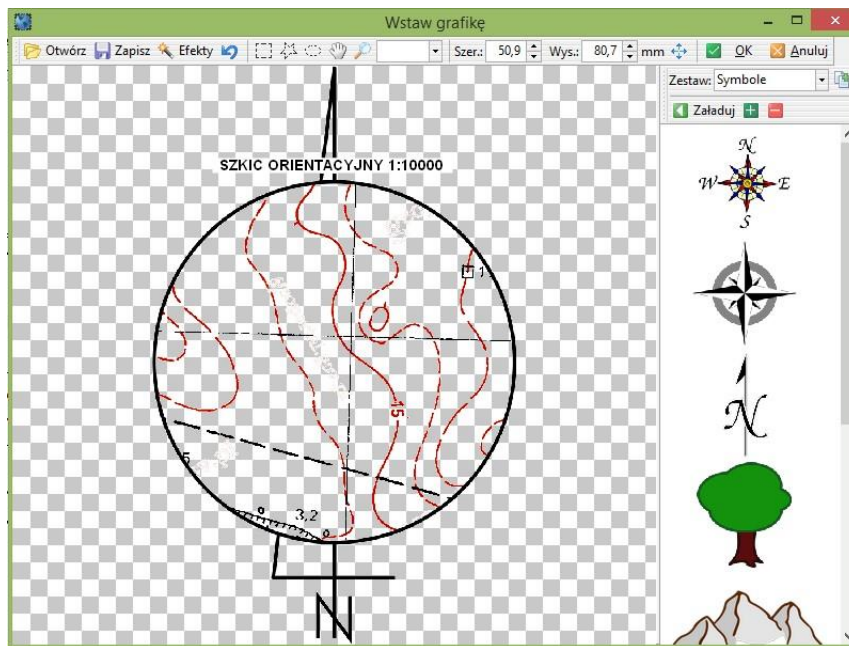 Wstaw grafikę
Otwórz Zapisz Efekty Szer.: 50,9 Wys.: 80,7 mm OK Anuluj
Zestaw: Symbole
Załaduj
SZKIC ORIENTACYJNY 1:10000
N
W E
S
1
15
N
5
3,2
N